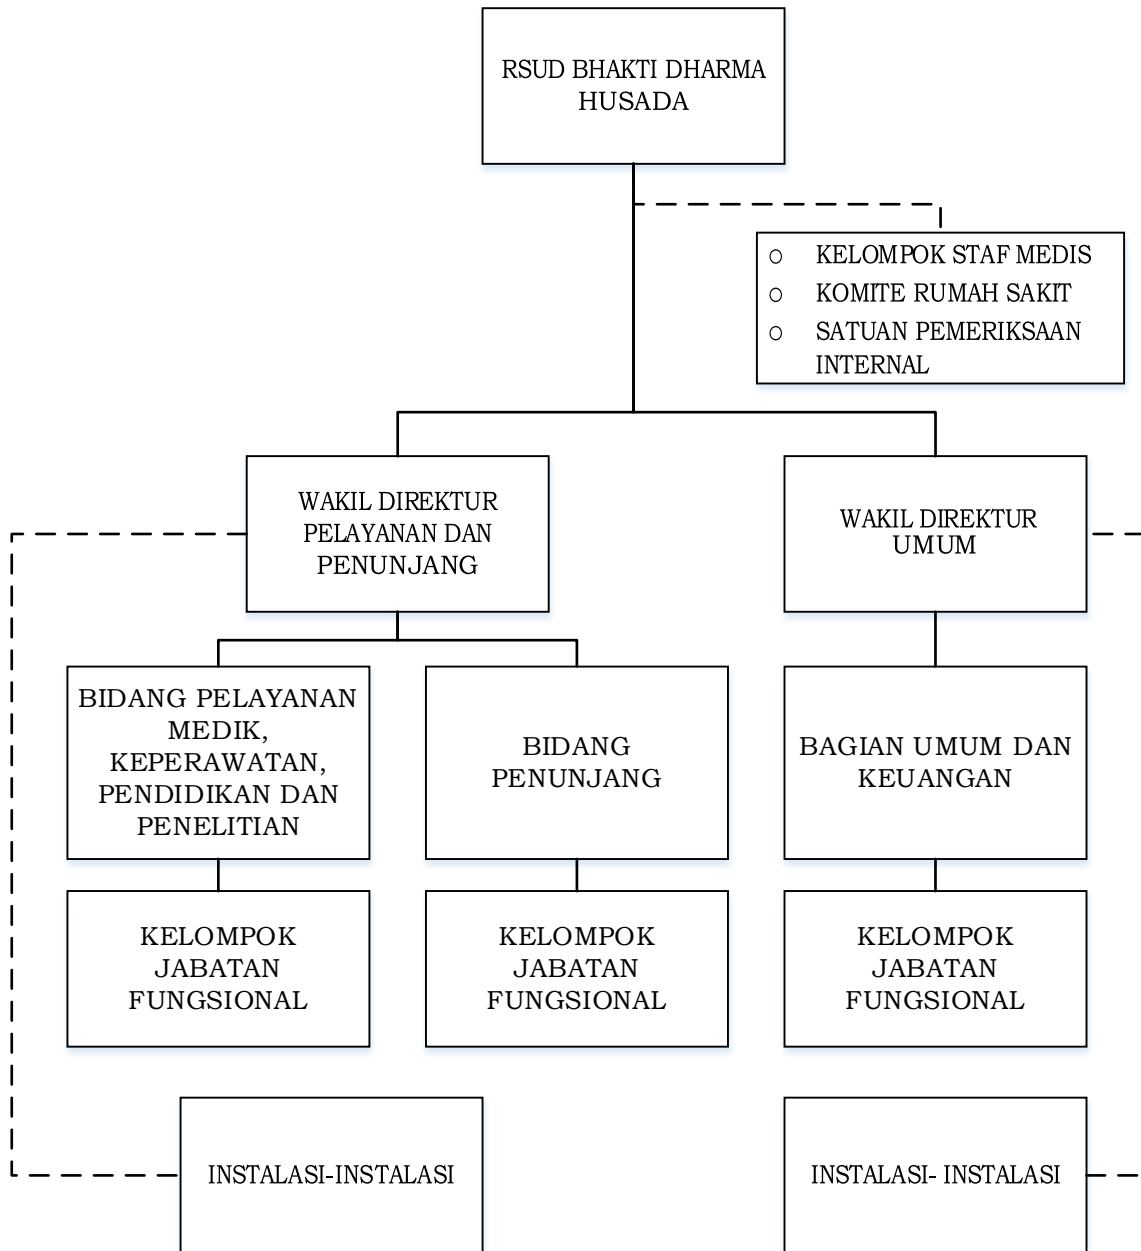 RSUD BHAKTI DHARMA
HUSADA
○ KELOMPOK STAF MEDIS
○ KOMITE RUMAH SAKIT
○ SATUAN PEMERIKSAAN
INTERNAL
WAKIL DIREKTUR
PELAYANAN DAN
PENUNJANG
WAKIL DIREKTUR
UMUM
BIDANG PELAYANAN
MEDIK,
KEPERAWATAN,
PENDIDIKAN DAN
PENELITIAN
BIDANG
PENUNJANG
BAGIAN UMUM DAN
KEUANGAN
KELOMPOK
JABATAN
FUNGSIONAL
KELOMPOK
JABATAN
FUNGSIONAL
KELOMPOK
JABATAN
FUNGSIONAL
INSTALASI-INSTALASI
INSTALASI- INSTALASI